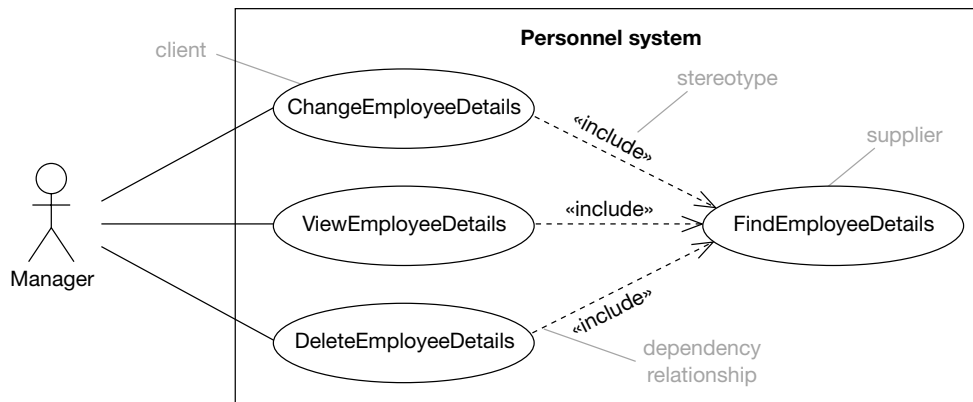 Personnel system
client
stereotype
ChangeEmployeeDetails
«include»
supplier
Manager
ViewEmployeeDetails
«include»
FindEmployeeDetails
DeleteEmployeeDetails
«include»
dependency
relationship